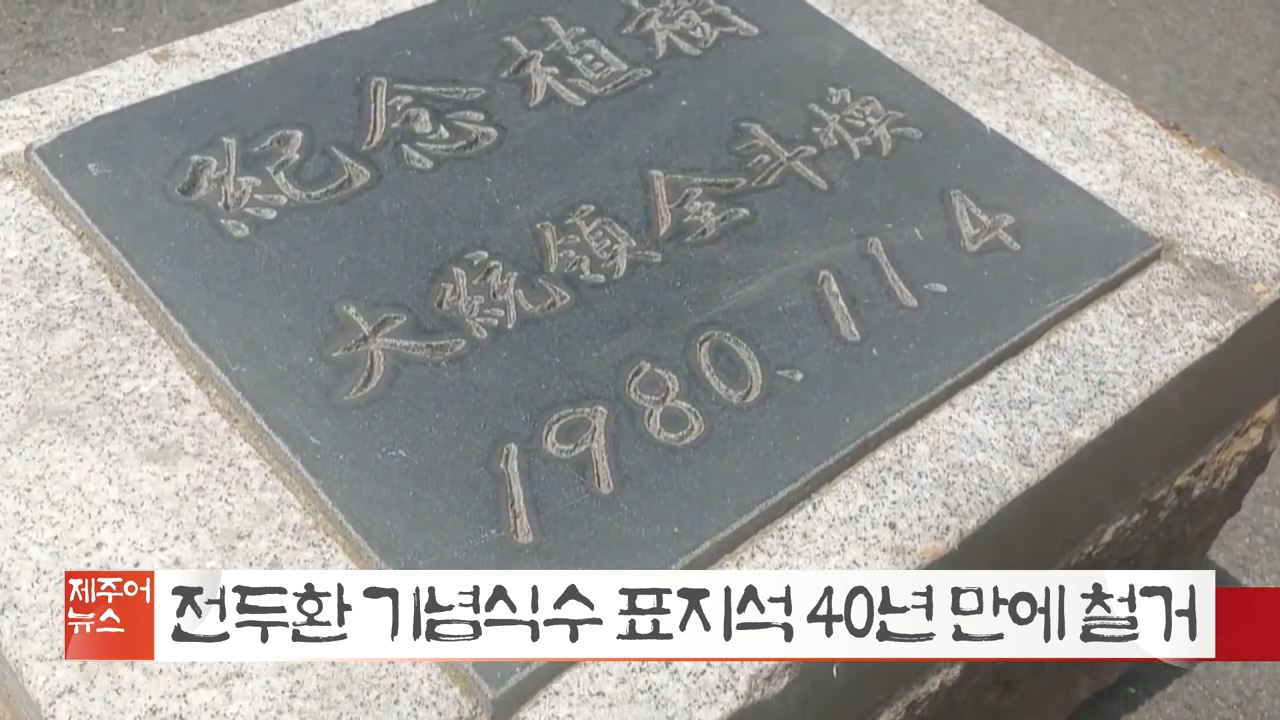 紀念植樹
大統領全斗煥
1980. 11. 4
제주어
뉴스
전두환 기념식수 표지석 40년 만에 철거